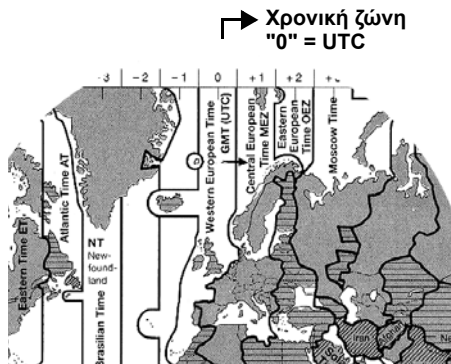 Χρονική ζώνη
"0" = UTC
-3
-2
-1
0
+1
+2
Eastern Time ET
Atlantic Time AT
NT
New-
found-
land
Brasilian Time
Western European Time
GMT (UTC)
Central European
Time MEZ
Eastern
European
Time OEZ
Moscow Time
Iran